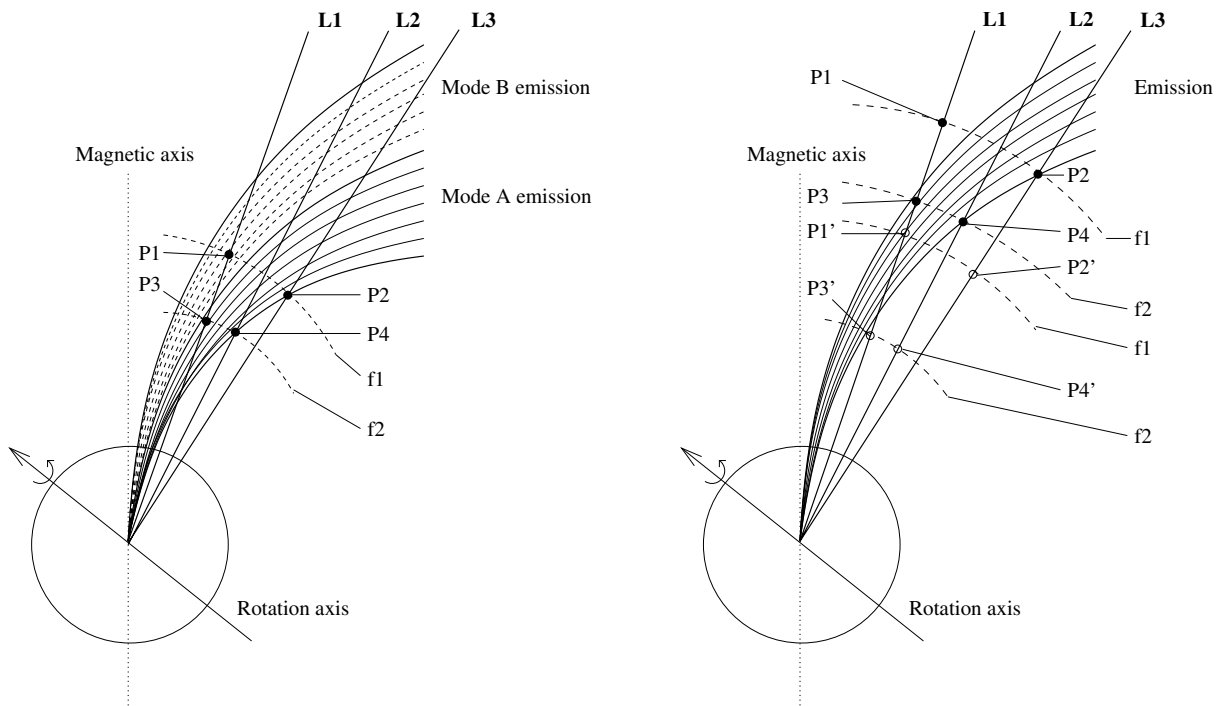 L1 L2 L3
Mode B emission
Magnetic axis
Mode A emission
P1
P3
P2
P4
f1
f2
Rotation axis
L1 L2 L3
P1
Emission
Magnetic axis
P3
P2
P1’
P4
f1
P2’
P3’
f2
f1
P4’
f2
Rotation axis